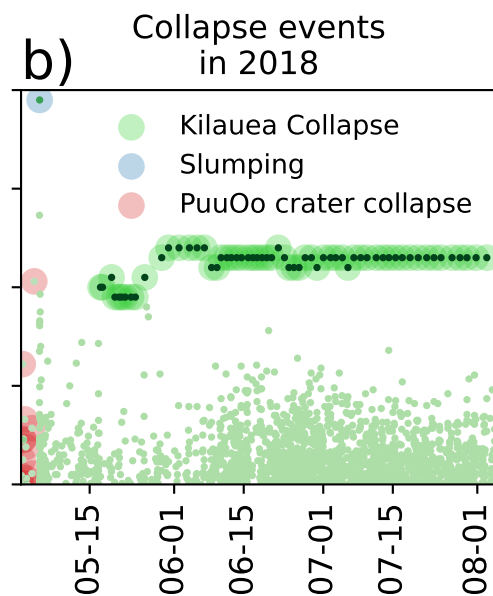 Collapse events
in 2018
b)
Kilauea Collapse
Slumping
PuuOo crater collapse
05-15
06-01
06-15
07-01
07-15
08-01